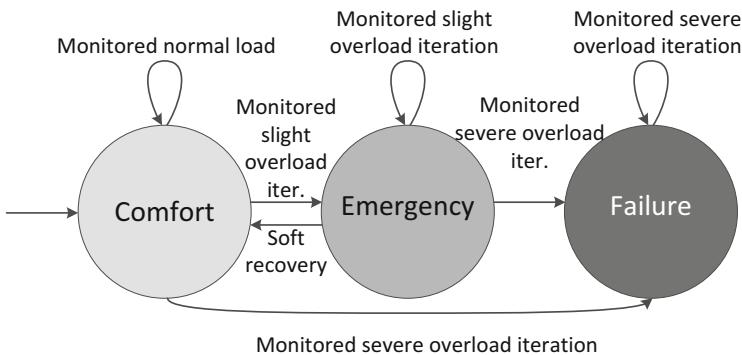 Monitored normal load
Monitored slight
overload iteration
Monitored severe
overload iteration
Monitored
slight
overload
iter.
Monitored
severe overload
iter.
Comfort
Emergency
Failure
Soft
recovery
Monitored severe overload iteration